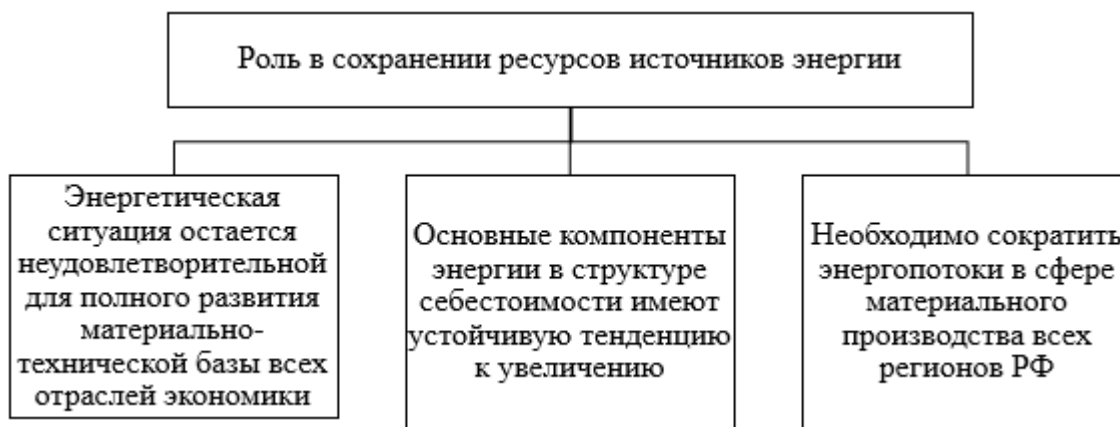 Роль в сохранении ресурсов источников энергии
Энергетическая
ситуация остается
неудовлетворительной
для полного развития
материально-
технической базы всех
отраслей экономики
Основные компоненты
энергии в структуре
себестоимости имеют
устойчивую тенденцию
к увеличению
Необходимо сократить
энергопотоки в сфере
материального
производства всех
регионов РФ